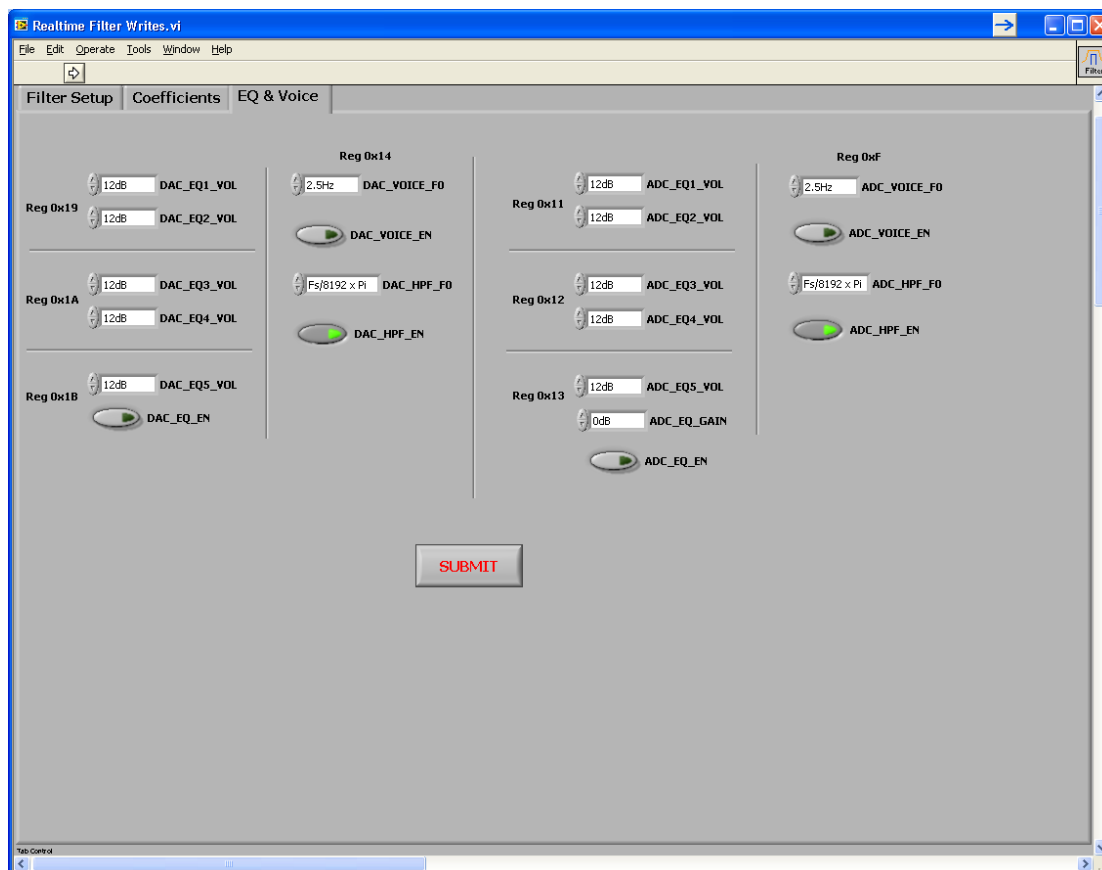 Realtime Filter Writes.vi
File Edit Operate Tools Window Help
Filter
Filter Setup Coefficients EQ & Voice
Reg 0x19
12dB DAC_EQ1_VOL
12dB DAC_EQ2_VOL
Reg 0x1A
12dB DAC_EQ3_VOL
12dB DAC_EQ4_VOL
Reg 0x1B
12dB DAC_EQ5_VOL
DAC_EQ_EN
Reg 0x14
2.5Hz DAC_VOICE_F0
DAC_VOICE_EN
Fs/8192 x Pi DAC_HPF_F0
DAC_HPF_EN
Reg 0x11
12dB ADC_EQ1_VOL
12dB ADC_EQ2_VOL
Reg 0x12
12dB ADC_EQ3_VOL
12dB ADC_EQ4_VOL
Reg 0x13
12dB ADC_EQ5_VOL
0dB ADC_EQ_GAIN
ADC_EQ_EN
Reg 0xF
2.5Hz ADC_VOICE_F0
ADC_VOICE_EN
Fs/8192 x Pi ADC_HPF_F0
ADC_HPF_EN
SUBMIT
Tab Control